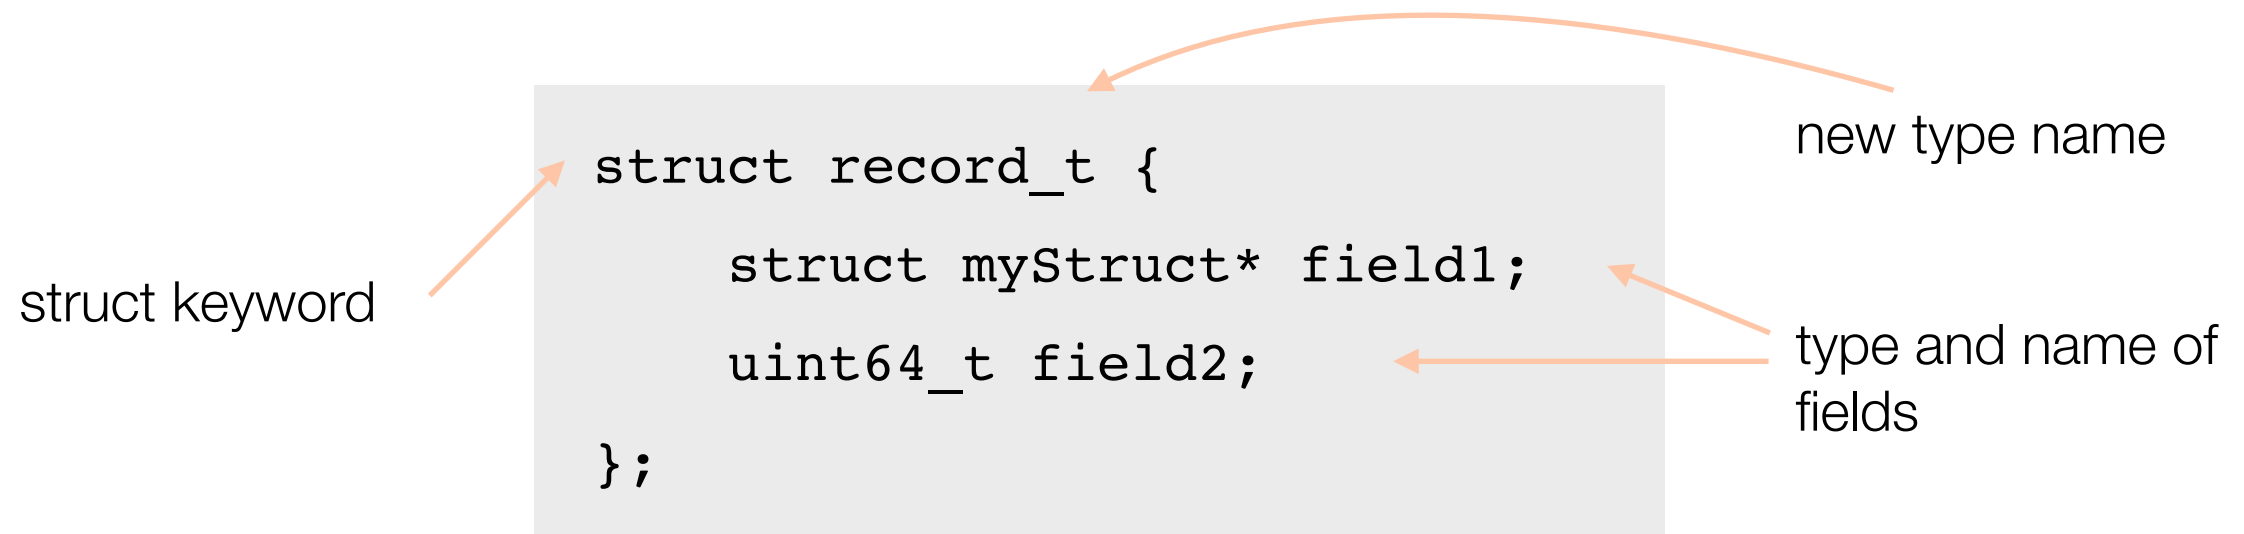 new type name
struct record_t {
struct myStruct* field1;
struct keyword
type and name of
fields
uint64_t field2;
};